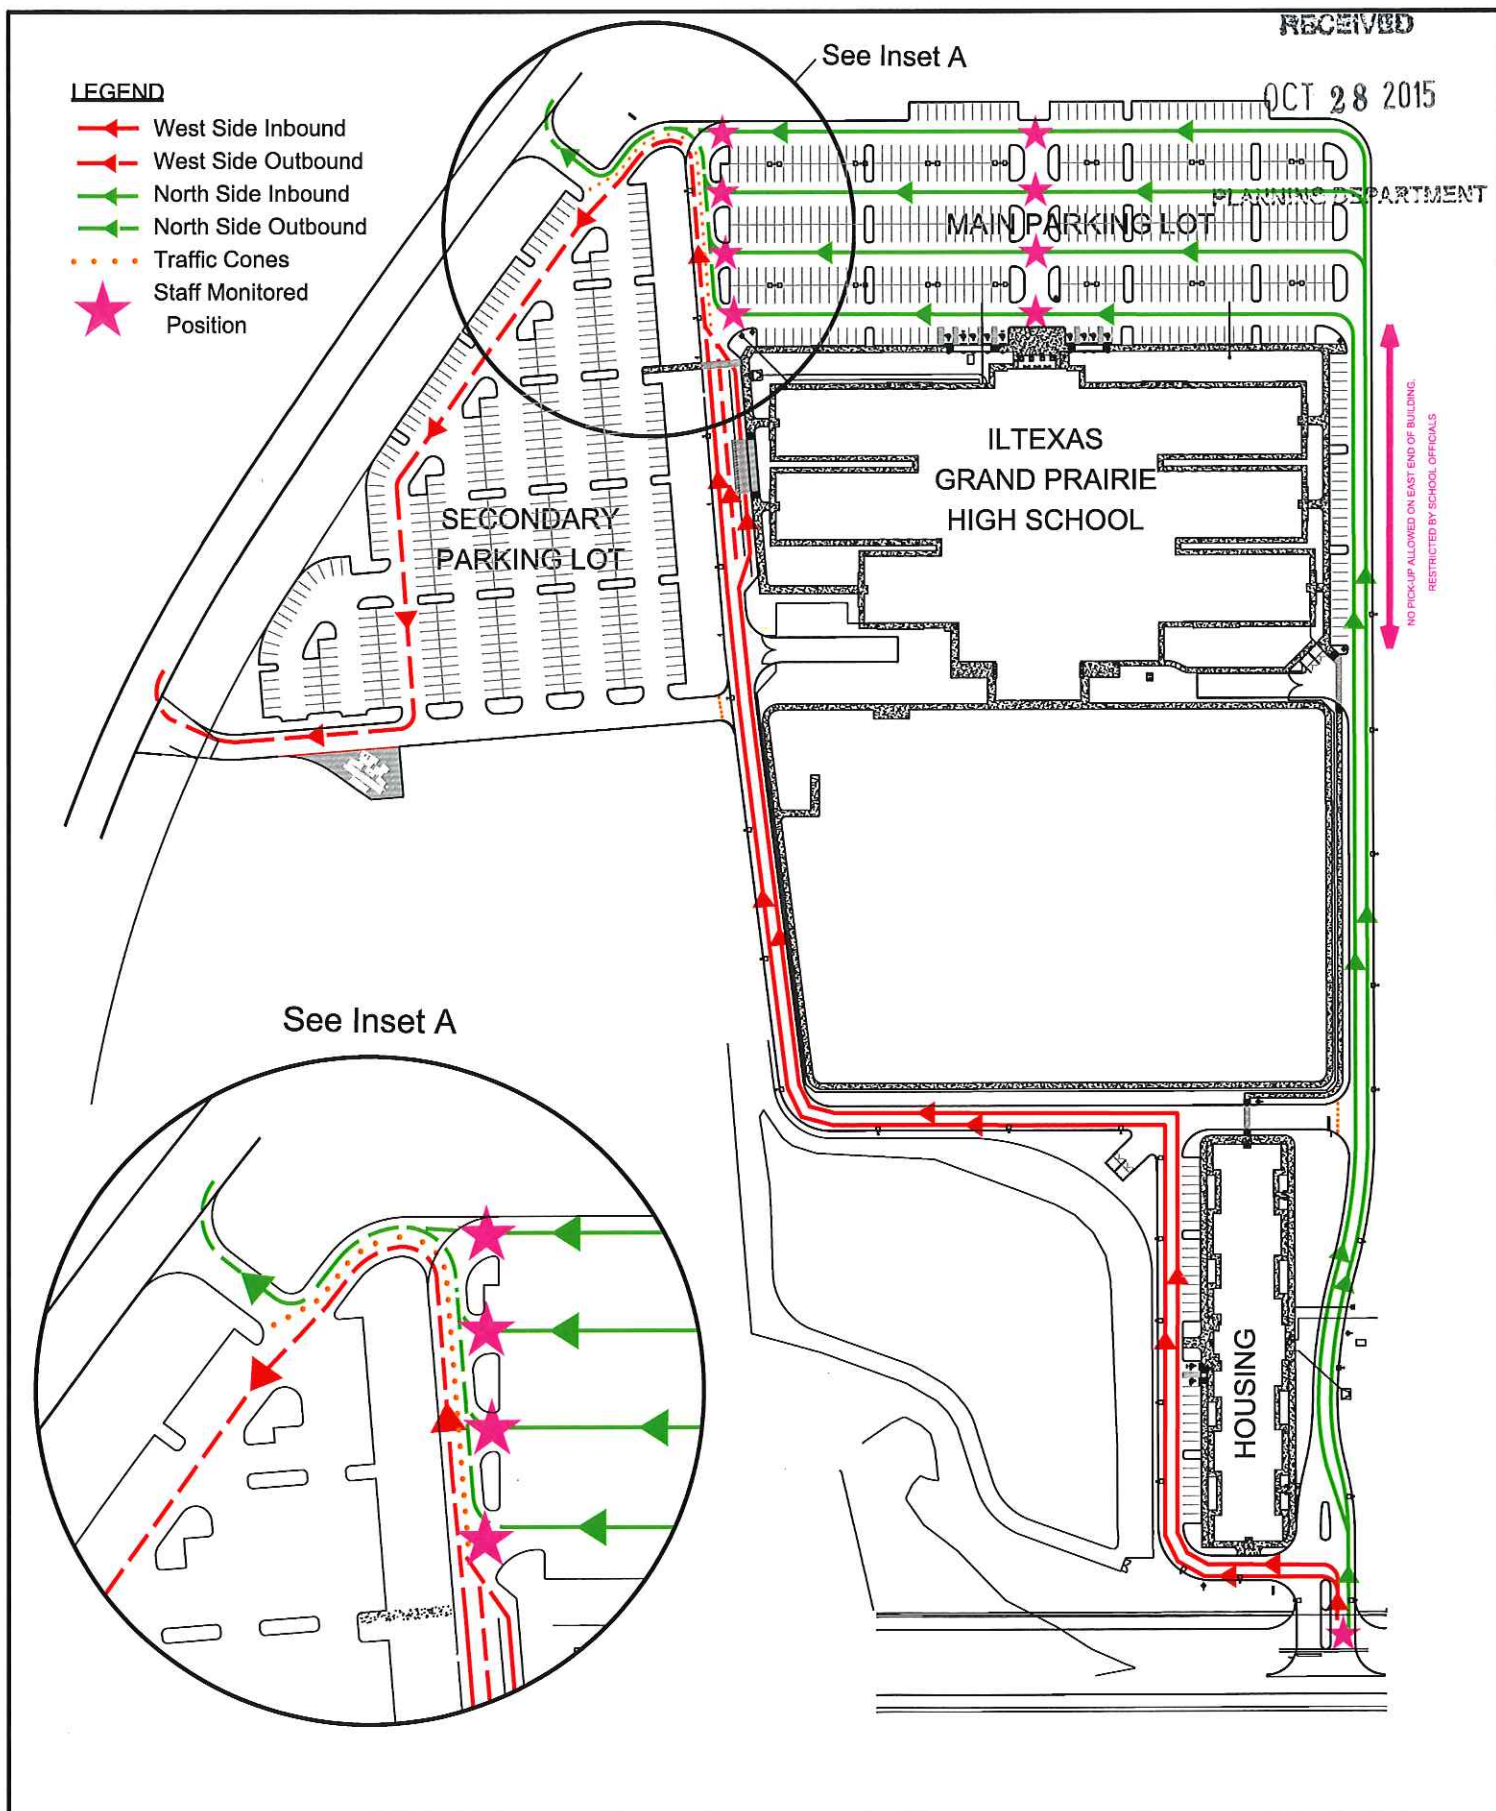 RECEIVED
See Inset A
LEGEND
OCT 28 2015
West Side Inbound
West Side Outbound
North Side Inbound
North Side Outbound
Traffic Cones
Staff Monitored
Position
PLANNING DEPARTMENT
MAIN PARKING LOT
NO PICK-UP ALLOWED ON EAST END OF BUILDING.
RESTRICTED BY SCHOOL OFFICIALS
ILTEXAS
GRAND PRAIRIE
HIGH SCHOOL
SECONDARY
PARKING LOT
See Inset A
HOUSING